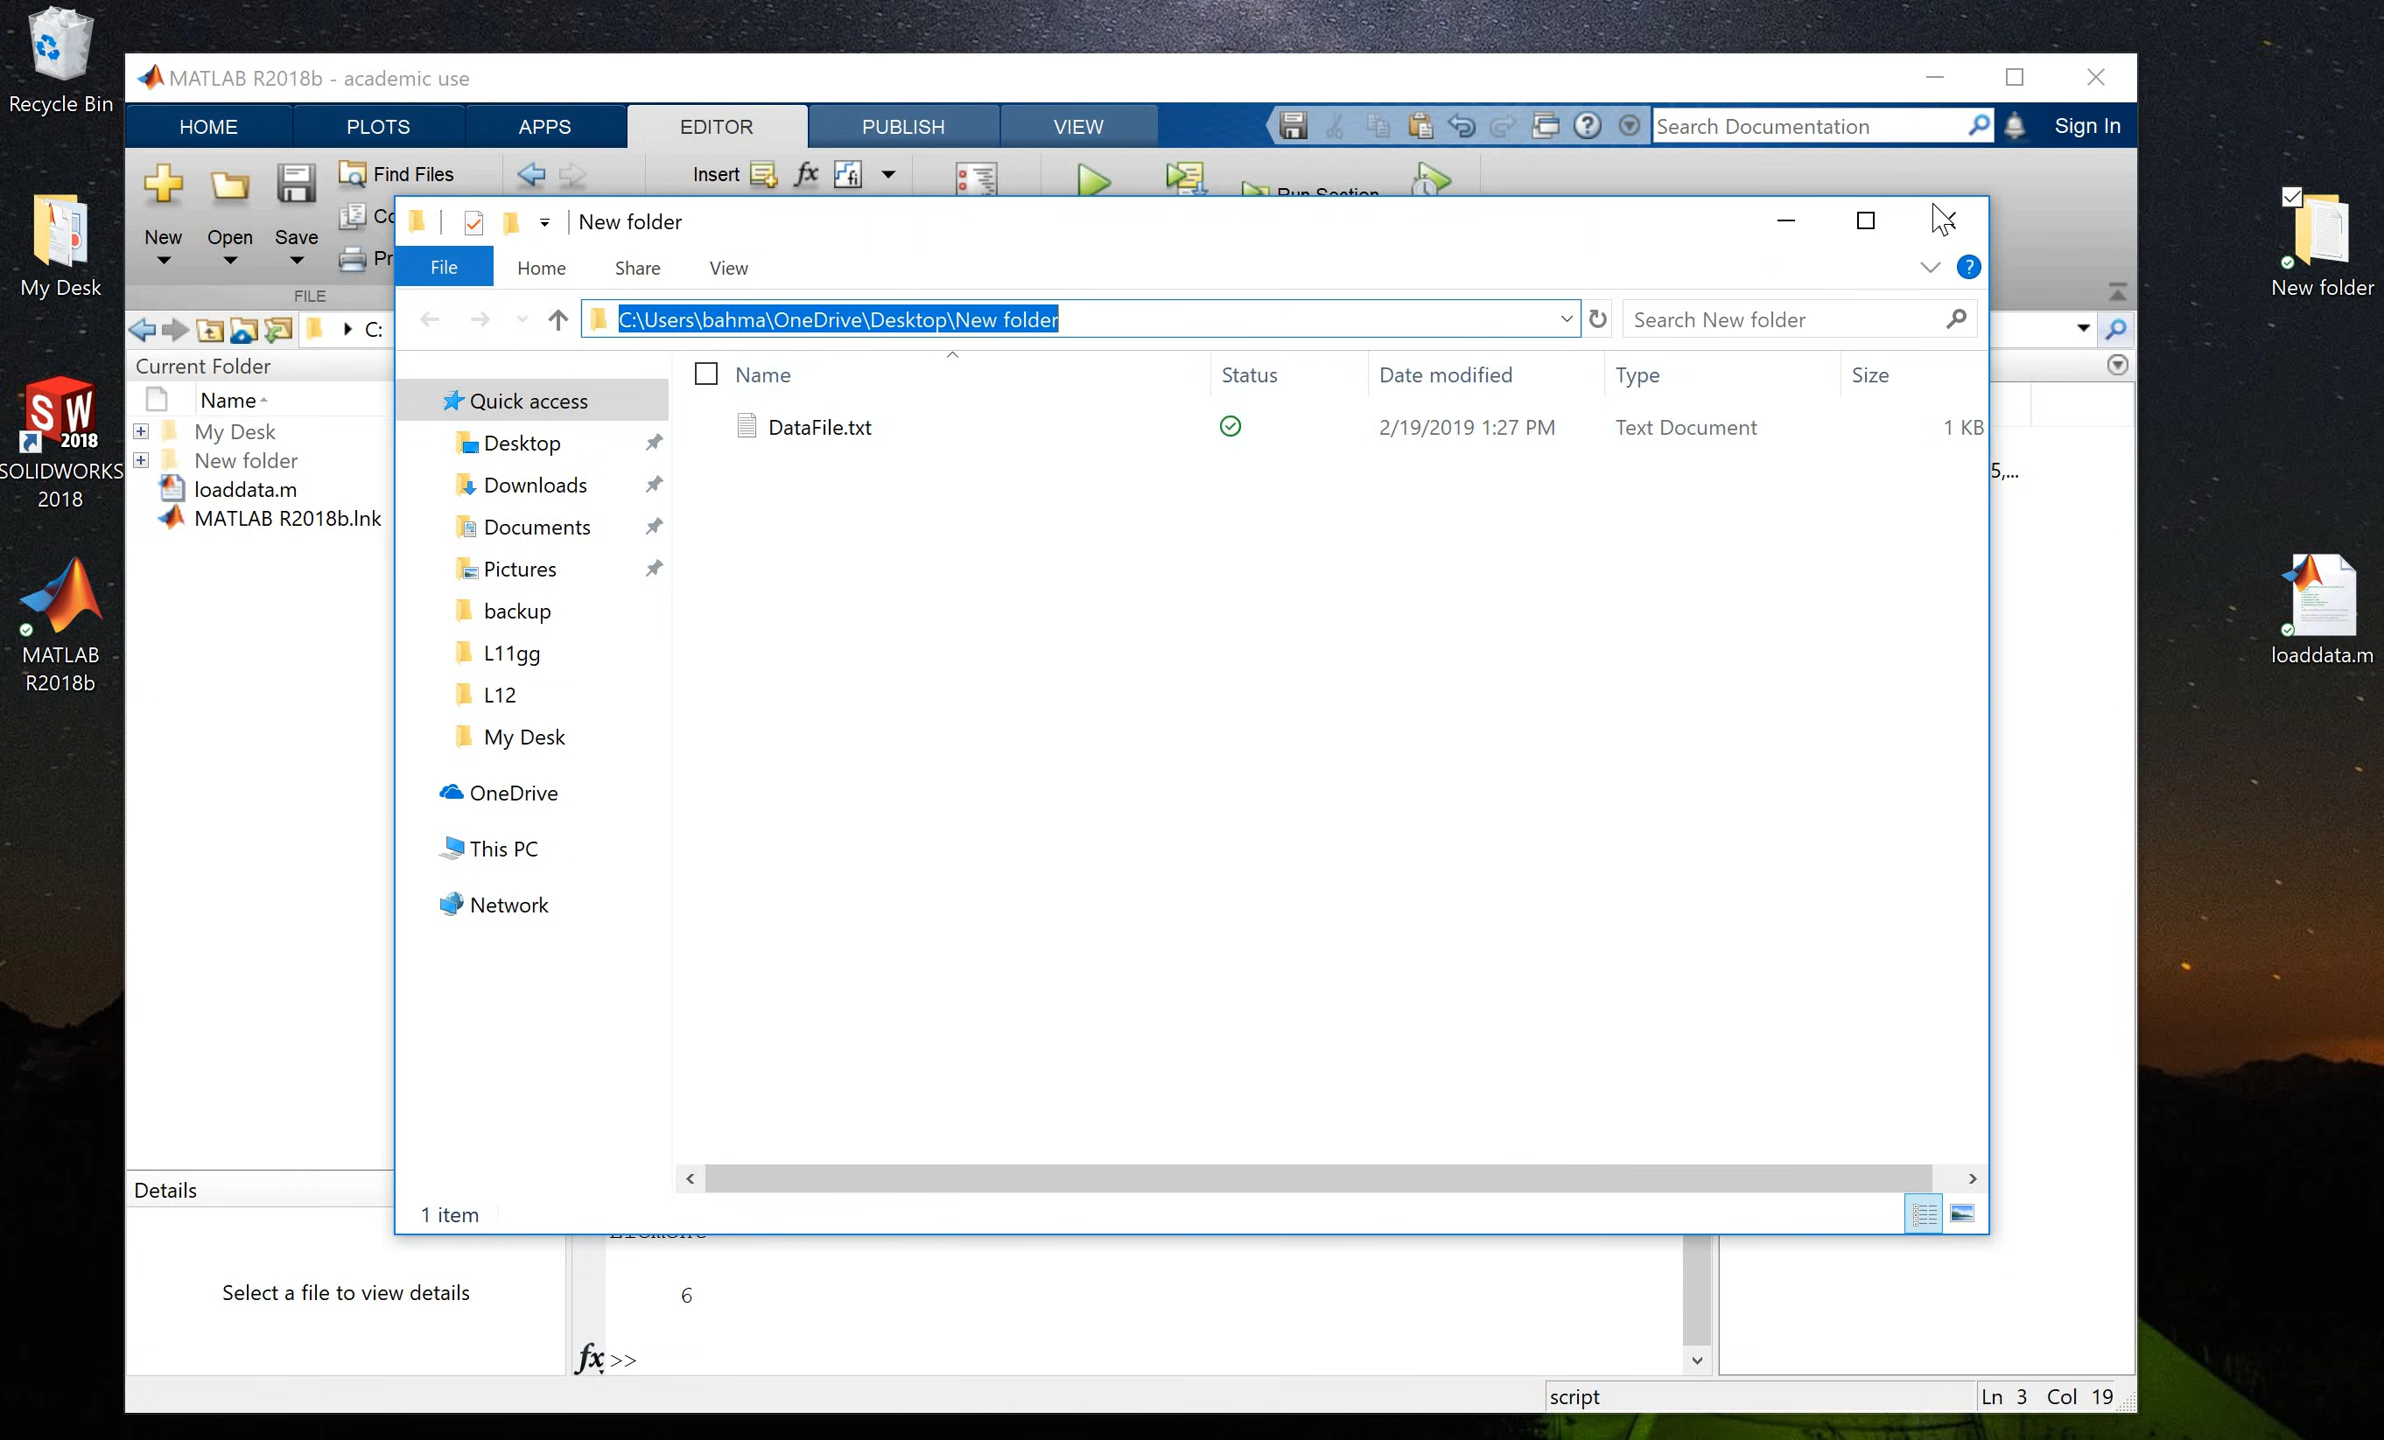 Recycle Bin
My Desk
SOLIDWORKS
2018
MATLAB
R2018b
New folder
loaddata.m
MATLAB R2018b - academic use
HOME
PLOTS
APPS
EDITOR
PUBLISH
VIEW
Search Documentation
Sign In
New
Open
Save
Find Files
Insert
fx
fi
Run Section
FILE
C:
Current Folder
Name
My Desk
New folder
loaddata.m
MATLAB R2018b.lnk
Details
Select a file to view details
New folder
File
Home
Share
View
C:\Users\bahma\OneDrive\Desktop\New folder
Search New folder
Quick access
Desktop
Downloads
Documents
Pictures
backup
L11gg
L12
My Desk
OneDrive
This PC
Network
Name
Status
Date modified
Type
Size
DataFile.txt
2/19/2019 1:27 PM
Text Document
1 KB
1 item
5,...
6
fx >>
script
Ln 3 Col 19